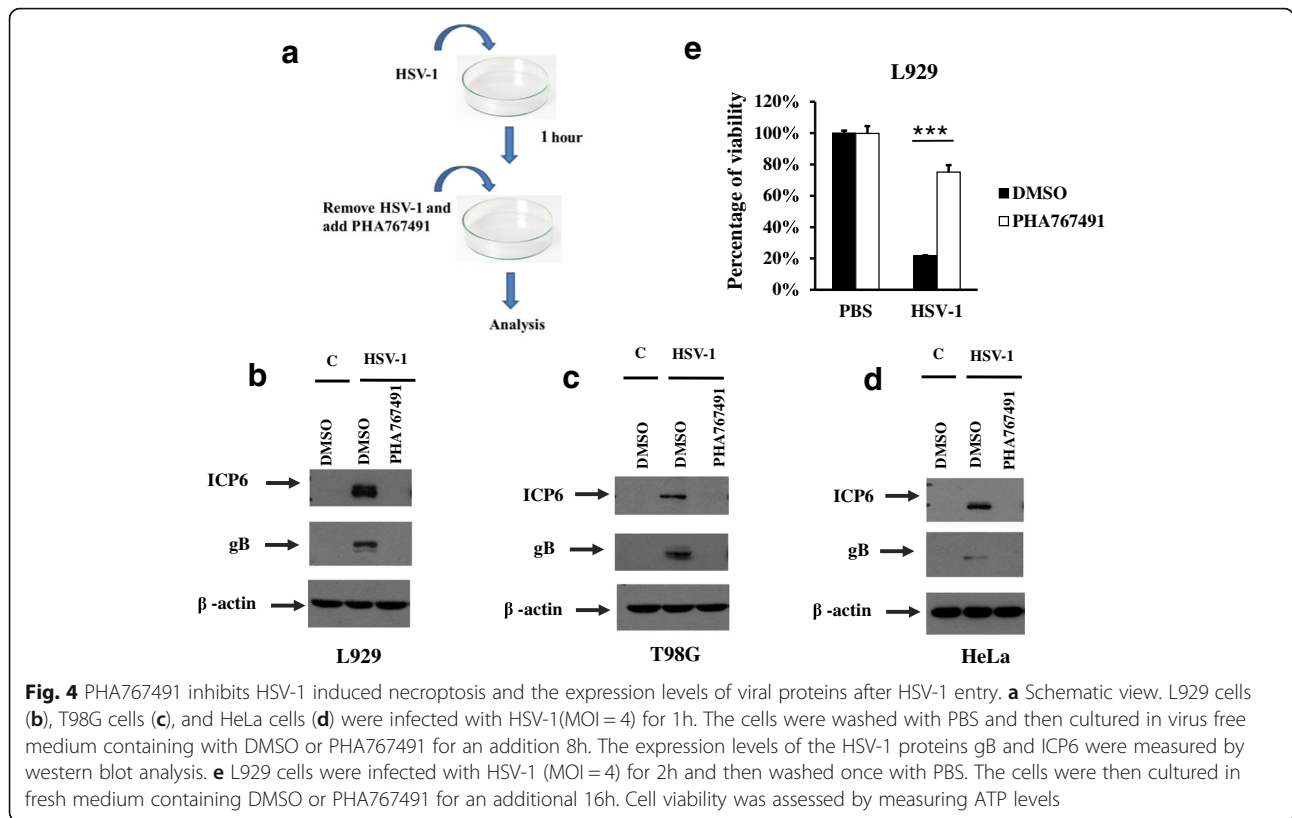 a
HSV-1
1 hour
Remove HSV-1 and
add PHA767491
Analysis
e
L929
Percentage of viability
120%
100%
80%
60%
40%
20%
0%
***
PBS HSV-1
DMSO
PHA767491
b
C HSV-1
DMSO DMSO PHA767491
ICP6
gB
β -actin
L929
c
C HSV-1
DMSO DMSO PHA767491
ICP6
gB
β -actin
T98G
d
C HSV-1
DMSO DMSO PHA767491
ICP6
gB
β -actin
HeLa
Fig. 4 PHA767491 inhibits HSV-1 induced necroptosis and the expression levels of viral proteins after HSV-1 entry. a Schematic view. L929 cells
(b), T98G cells (c), and HeLa cells (d) were infected with HSV-1(MOI = 4) for 1h. The cells were washed with PBS and then cultured in virus free
medium containing with DMSO or PHA767491 for an addition 8h. The expression levels of the HSV-1 proteins gB and ICP6 were measured by
western blot analysis. e L929 cells were infected with HSV-1 (MOI = 4) for 2h and then washed once with PBS. The cells were then cultured in
fresh medium containing DMSO or PHA767491 for an additional 16h. Cell viability was assessed by measuring ATP levels